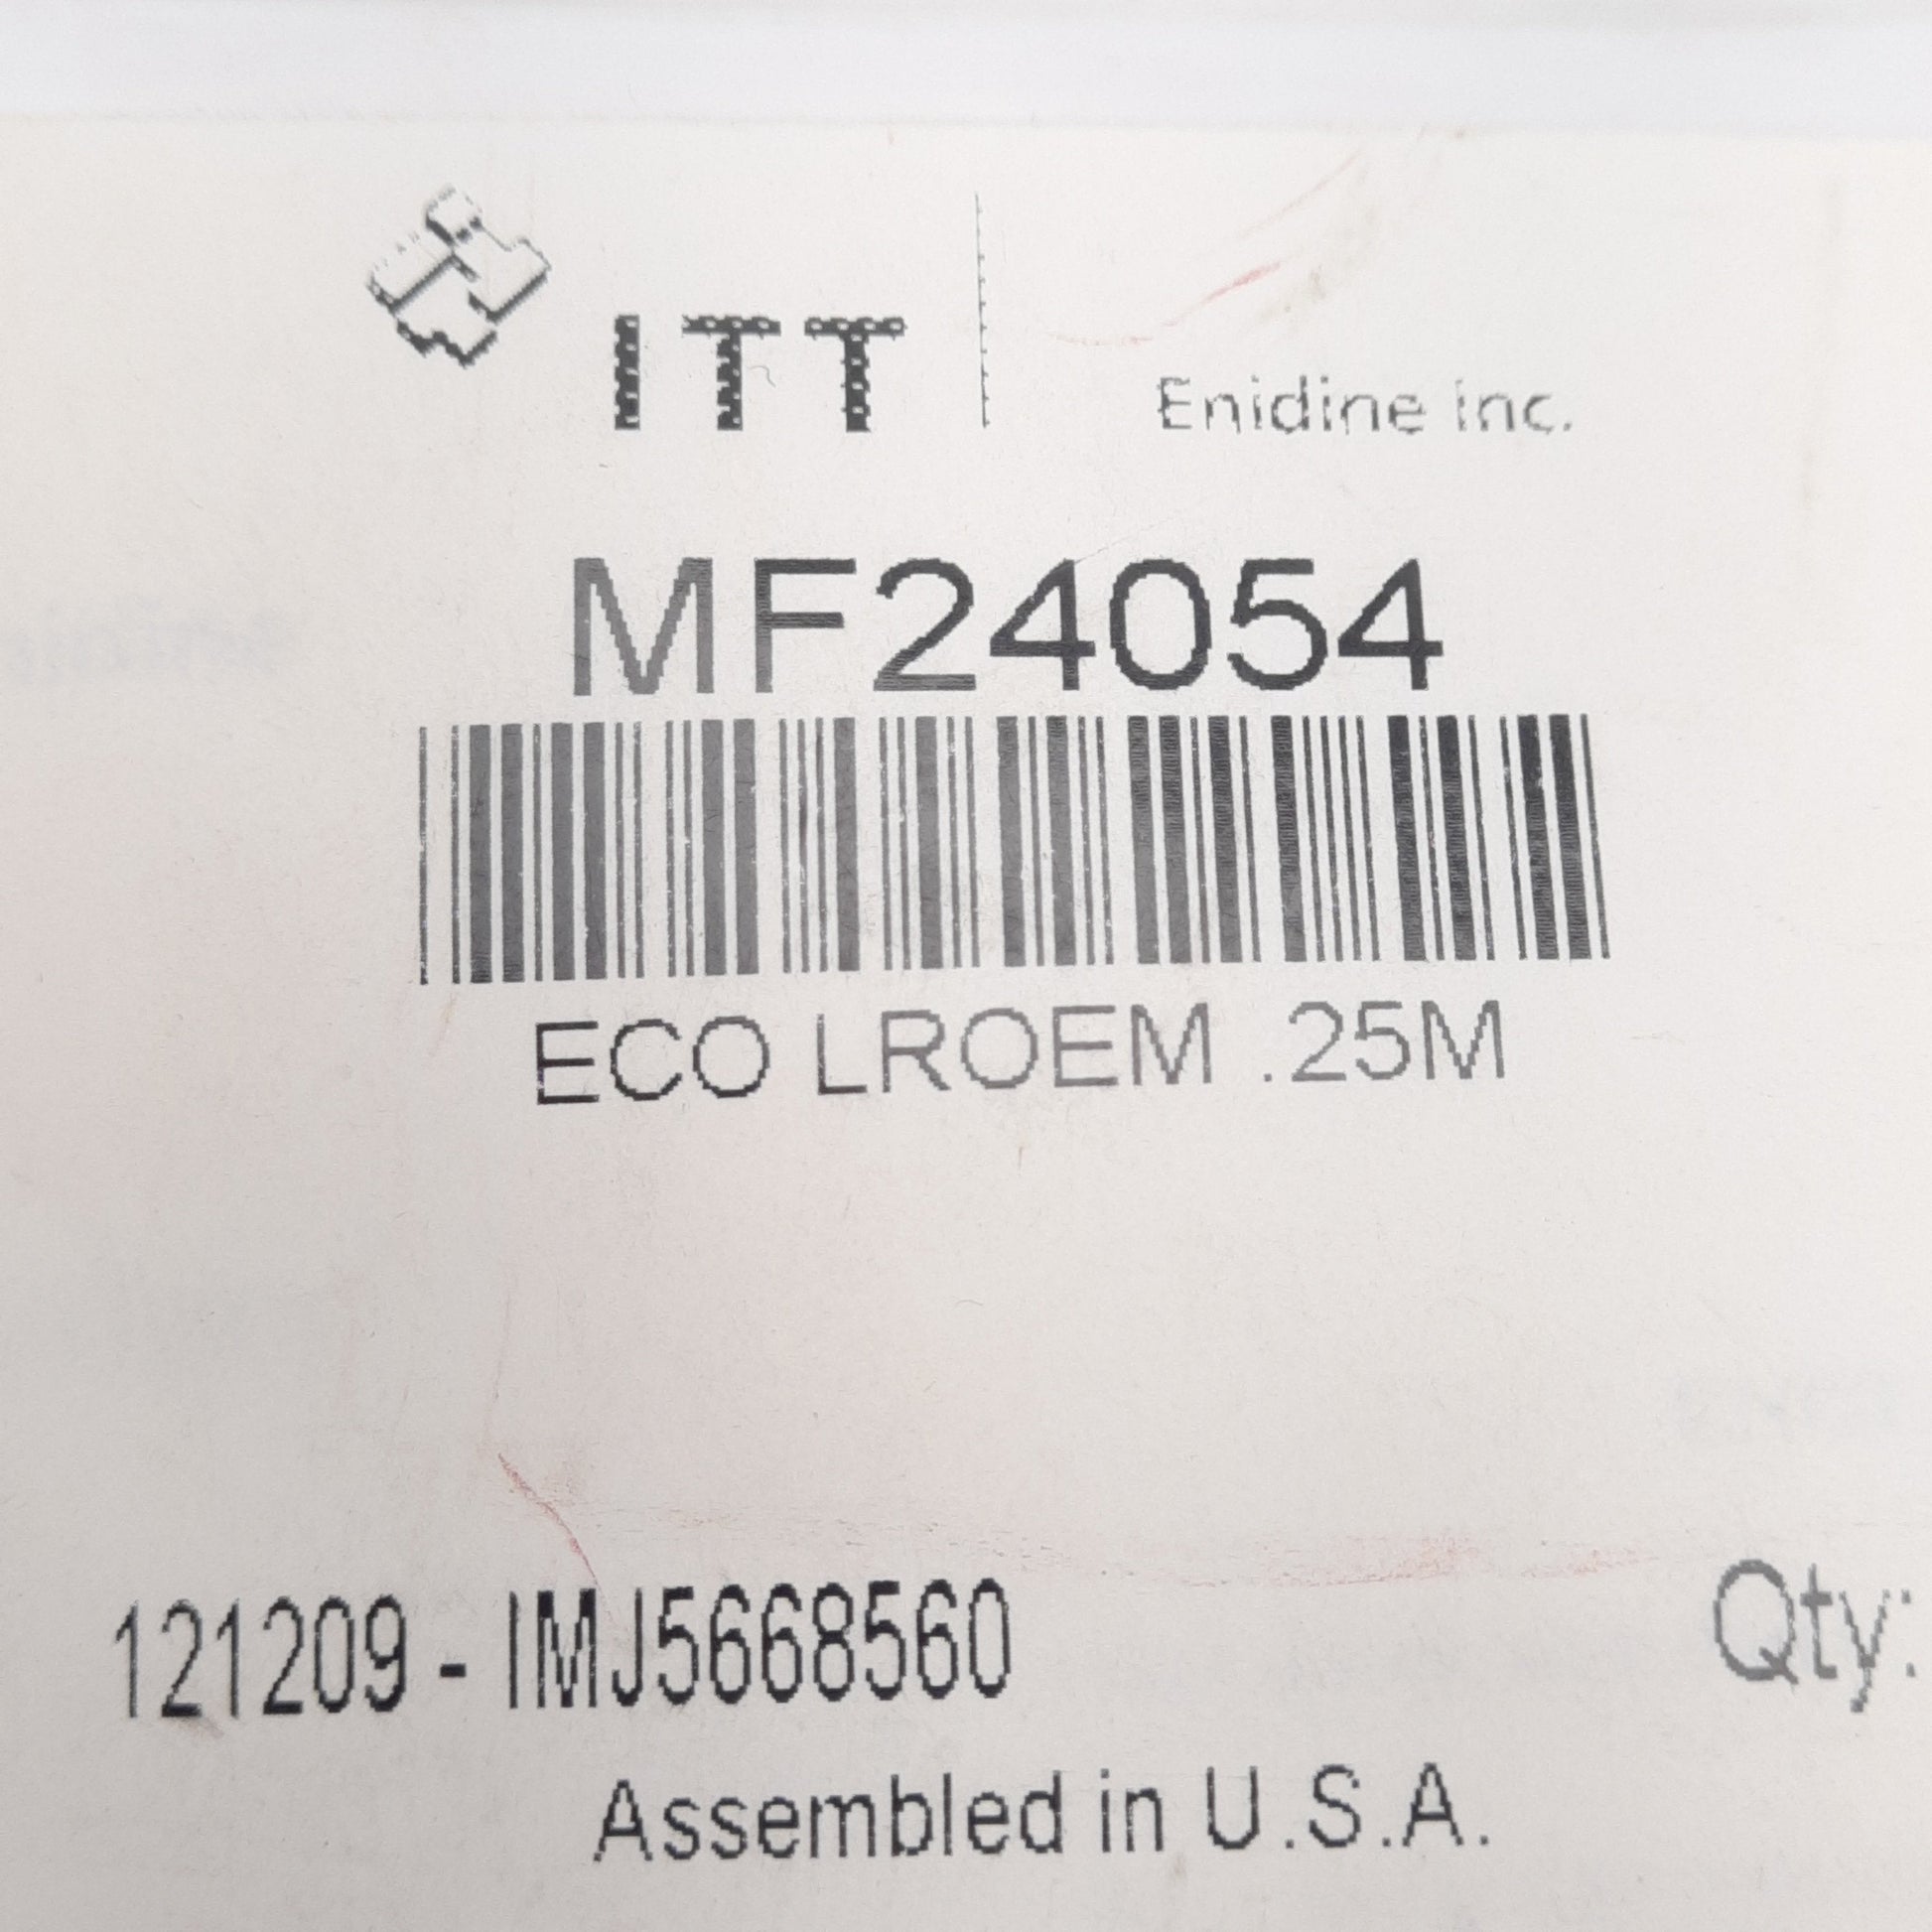 ITT
Enidine Inc.
MF24054
ECO LROEM .25M
121209 - IMJ5668560
Qty:
Assembled in U.S.A.